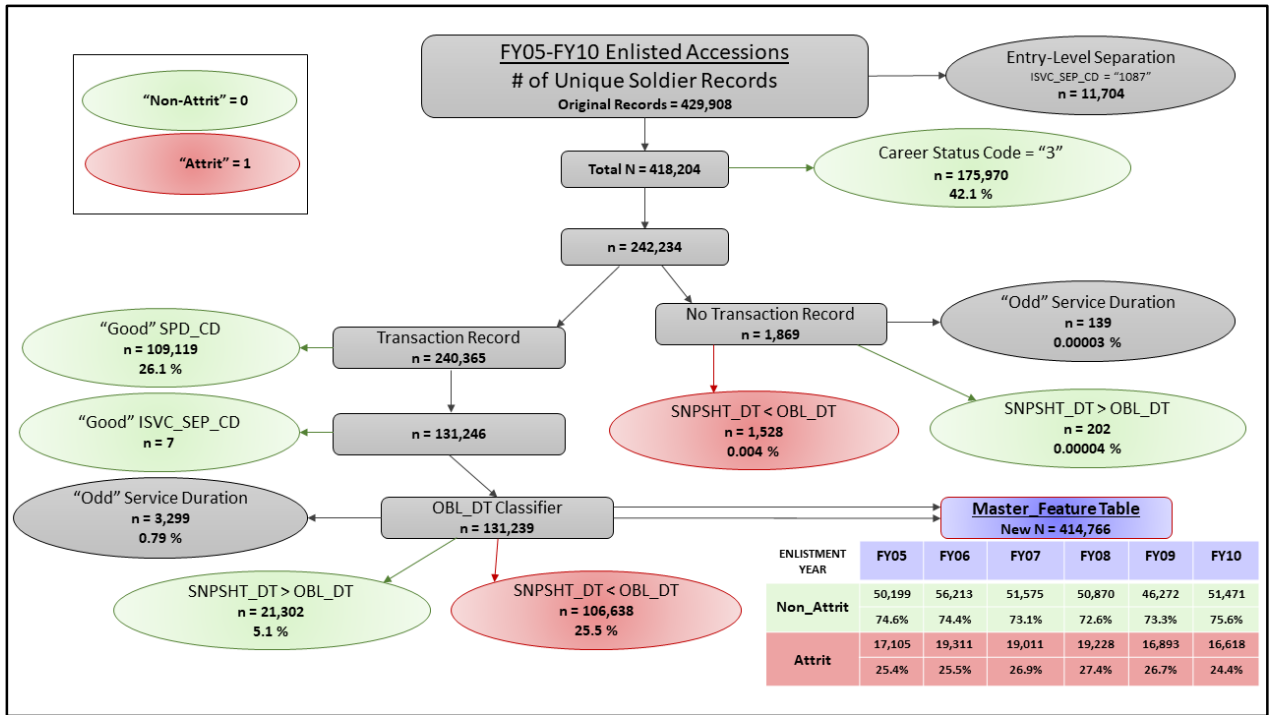 FY05-FY10 Enlisted Accessions
# of Unique Soldier Records
Original Records = 429,908
Entry-Level Separation
ISVC_SEP_CD = “1087”
n = 11,704
“Non-Attrit” = 0
“Attrit” = 1
Total N = 418,204
Career Status Code = “3”
n = 175,970
42.1 %
n = 242,234
“Good” SPD_CD
n = 109,119
26.1 %
Transaction Record
n = 240,365
No Transaction Record
n = 1,869
“Odd” Service Duration
n = 139
0.00003 %
“Good” ISVC_SEP_CD
n = 7
n = 131,246
SNPSHT_DT < OBL_DT
n = 1,528
0.004 %
SNPSHT_DT > OBL_DT
n = 202
0.00004 %
“Odd” Service Duration
n = 3,299
0.79 %
OBL_DT Classifier
n = 131,239
Master_Feature Table
New N = 414,766
SNPSHT_DT > OBL_DT
n = 21,302
5.1 %
SNPSHT_DT < OBL_DT
n = 106,638
25.5 %
ENLISTMENT YEAR FY05 FY06 FY07 FY08 FY09 FY10
Non_Attrit 50,199 56,213 51,575 50,870 46,272 51,471
74.6% 74.4% 73.1% 72.6% 73.3% 75.6%
Attrit 17,105 19,311 19,011 19,228 16,893 16,618
25.4% 25.5% 26.9% 27.4% 26.7% 24.4%